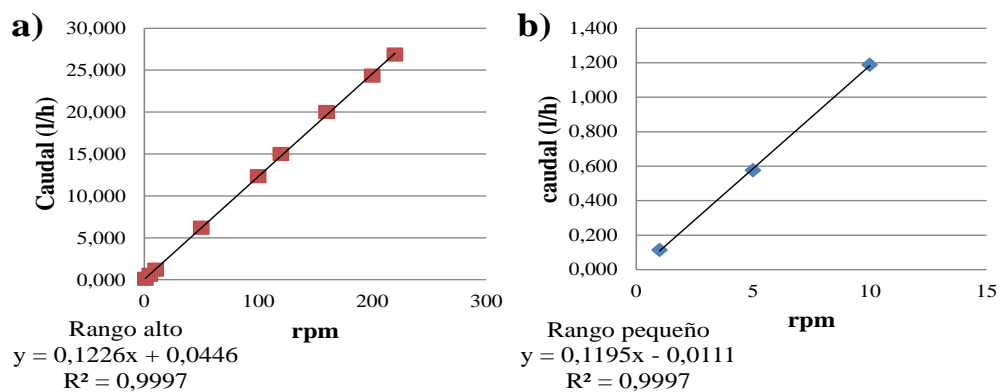 a)
Caudal (l/h)
30,000
25,000
20,000
15,000
10,000
5,000
0,000
0
100
200
300
rpm
Rango alto
y = 0,1226x + 0,0446
R² = 0,9997
b)
caudal (l/h)
1,400
1,200
1,000
0,800
0,600
0,400
0,200
0,000
0
5
10
15
rpm
Rango pequeño
y = 0,1195x - 0,0111
R² = 0,9997